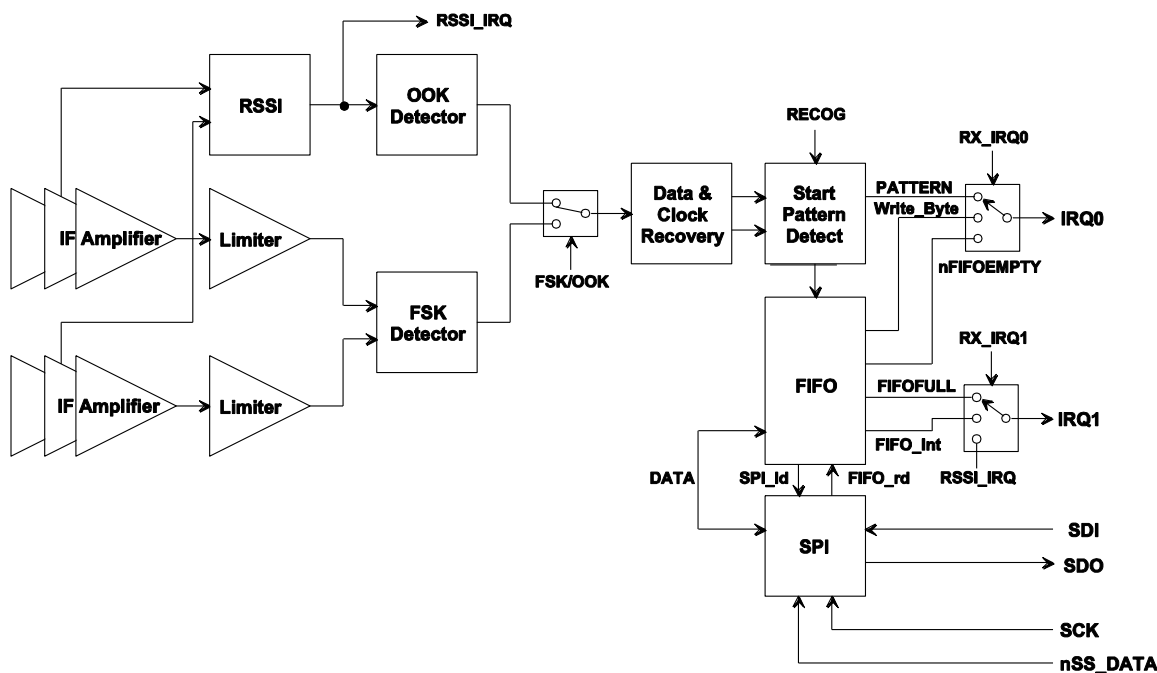 RSSI_IRQ
RSSI
OOK
Detector
RECOG
RX_IRQ0
IF Amplifier
Limiter
Data &
Clock
Recovery
Start
Pattern
Detect
PATTERN
Write_Byte
IRQ0
nFIFOEMPTY
FSK/OOK
FSK
Detector
RX_IRQ1
IF Amplifier
Limiter
FIFO
FIFOFULL
IRQ1
FIFO_Int
DATA
SPI_ld
FIFO_rd
RSSI_IRQ
SPI
SDI
SDO
SCK
nSS_DATA